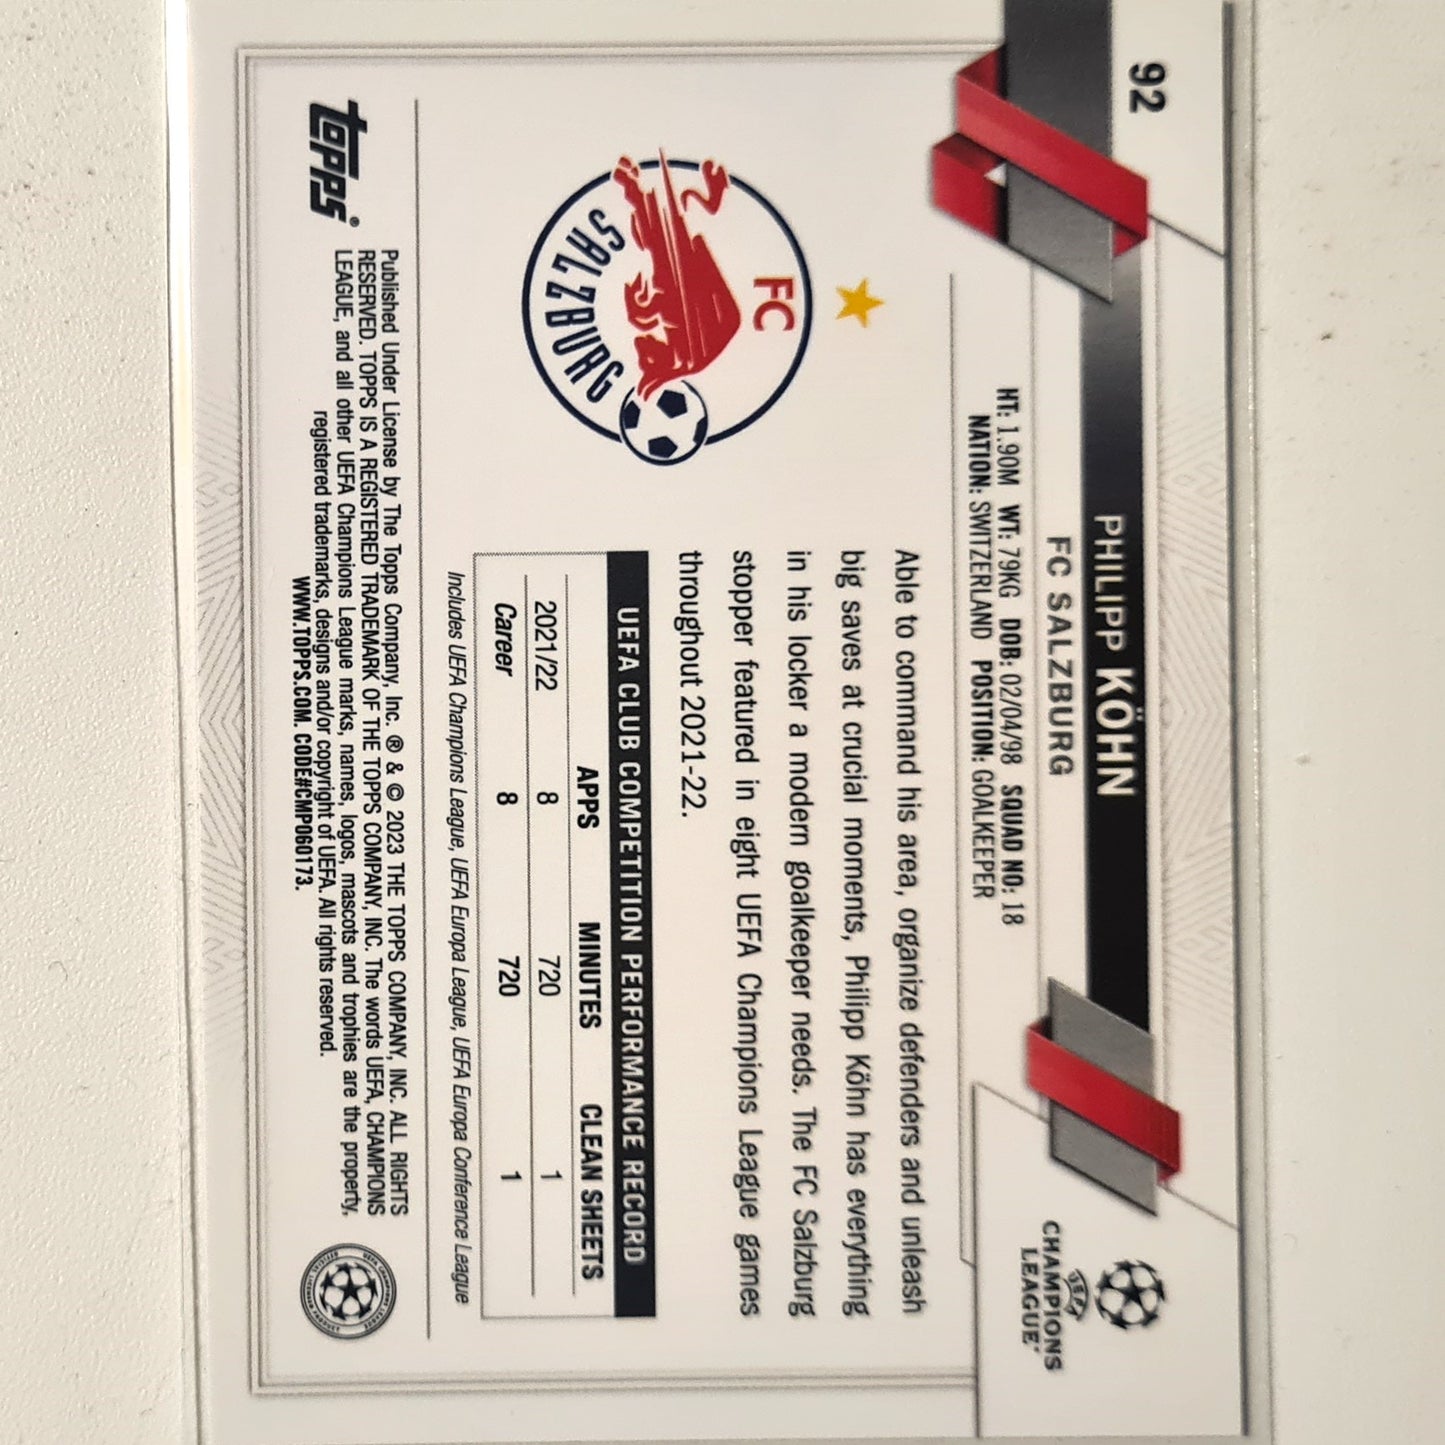 92
PHILIPP KÖHN
FC SALZBURG
HT: 1.90M WT: 79KG DOB: 02/04/98 SQUAD NO: 18
NATION: SWITZERLAND POSITION: GOALKEEPER
UEFA
CHAMPIONS
LEAGUE
FC
SALZBURG
Able to command his area, organize defenders and unleash
big saves at crucial moments, Philipp Köhn has everything
in his locker a modern goalkeeper needs. The FC Salzburg
stopper featured in eight UEFA Champions League games
throughout 2021-22.
UEFA CLUB COMPETITION PERFORMANCE RECORD
APPS MINUTES CLEAN SHEETS
2021/22 8 720 1
Career 8 720 1
Includes UEFA Champions League, UEFA Europa League, UEFA Europa Conference League
topps®
Published Under License by The Topps Company, Inc. ® & © 2023 THE TOPPS COMPANY, INC. ALL RIGHTS
RESERVED. TOPPS IS A REGISTERED TRADEMARK OF THE TOPPS COMPANY, INC. The words UEFA, CHAMPIONS
LEAGUE, and all other UEFA Champions League marks, names, logos, mascots and trophies are the property,
registered trademarks, designs and/or copyright of UEFA. All rights reserved.
WWW.TOPPS.COM. CODE#CMP060173.